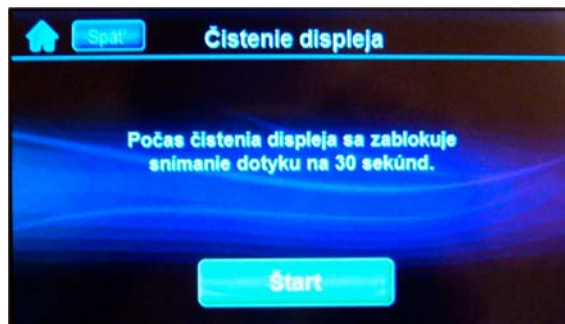 Späť
Čistenie displeja
Počas čistenia displeja sa zablokuje
snímanie dotyku na 30 sekúnd.
Štart